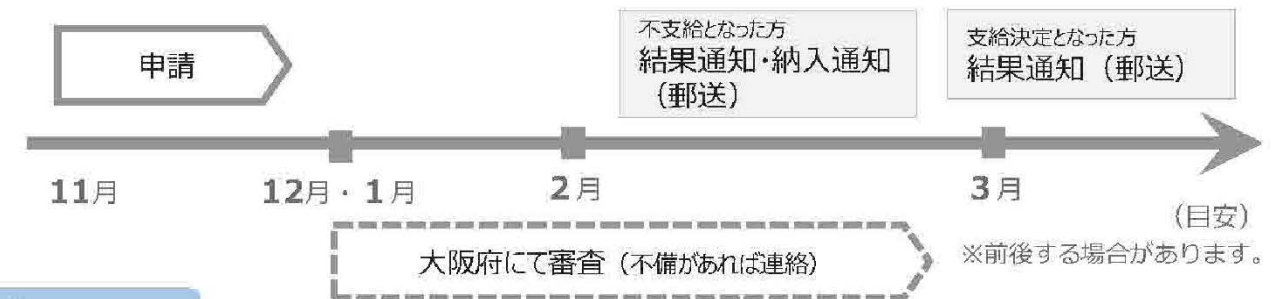 申請
不支給となった方
結果通知・納入通知
（郵送）
支給決定となった方
結果通知（郵送）
11月
12月・1月
2月
3月
（目安）
大阪府にて審査（不備があれば連絡）
※前後する場合があります。